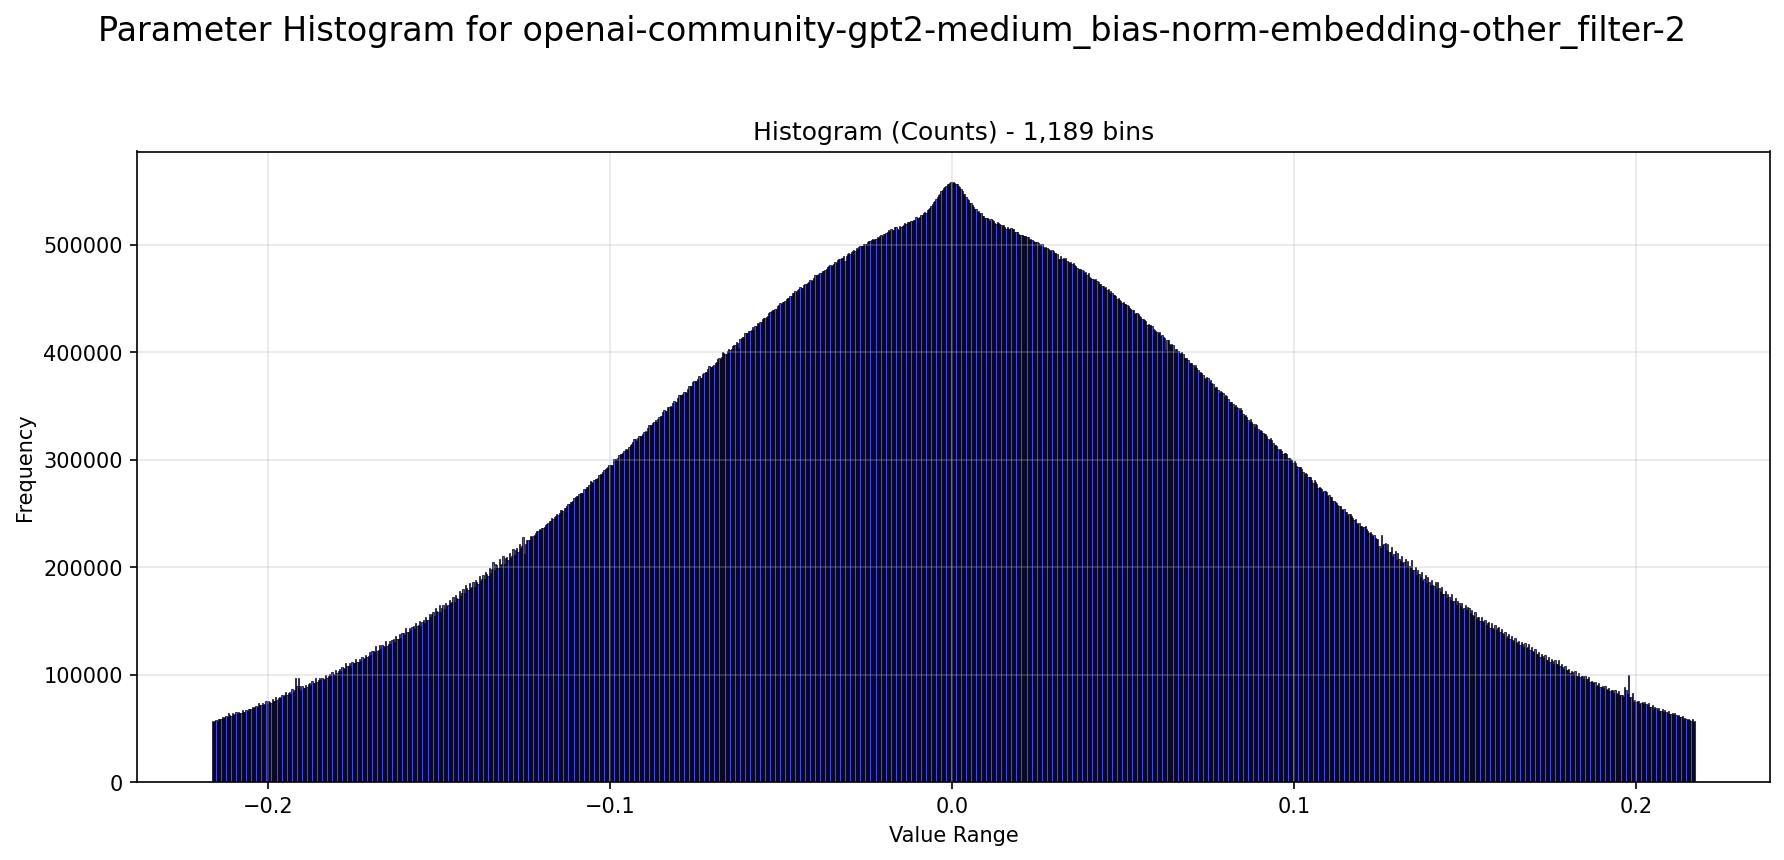 Parameter Histogram for openai-community-gpt2-medium_bias-norm-embedding-other_filter-2
Histogram (Counts) - 1,189 bins
Frequency
500000
400000
300000
200000
100000
0
−0.2
−0.1
0.0
0.1
0.2
Value Range